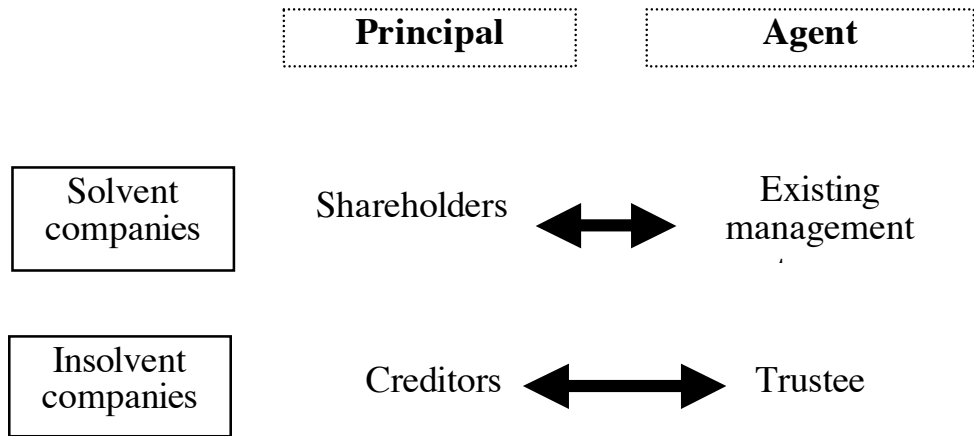 Principal
Agent
Solvent
companies
Shareholders
Existing
management
Insolvent
companies
Creditors
Trustee